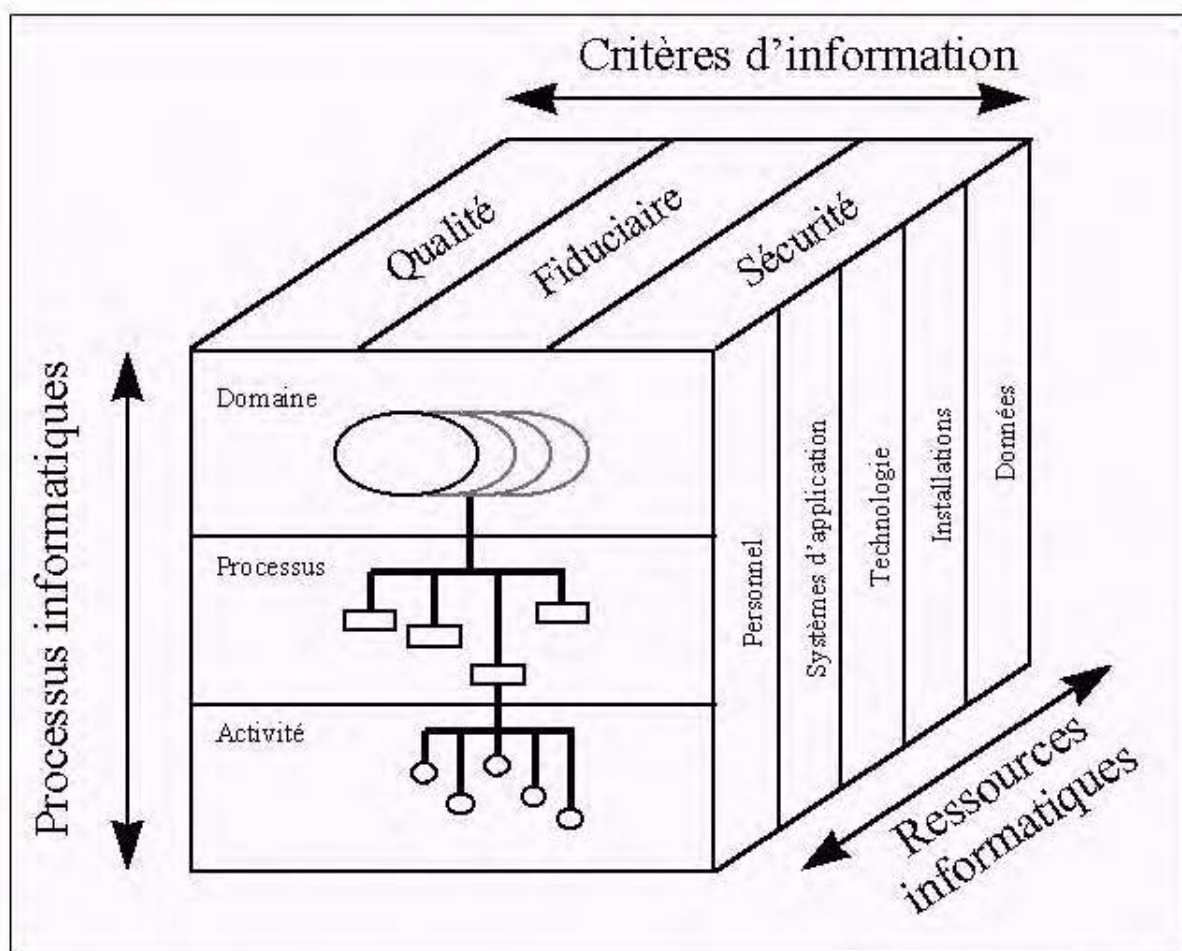 Critères d'information
Qualité
Fiduciaire
Sécurité
Processus informatiques
Domaine
Processus
Activité
Personnel
Systèmes d'application
Technologie
Installations
Données
Ressources
informatiques